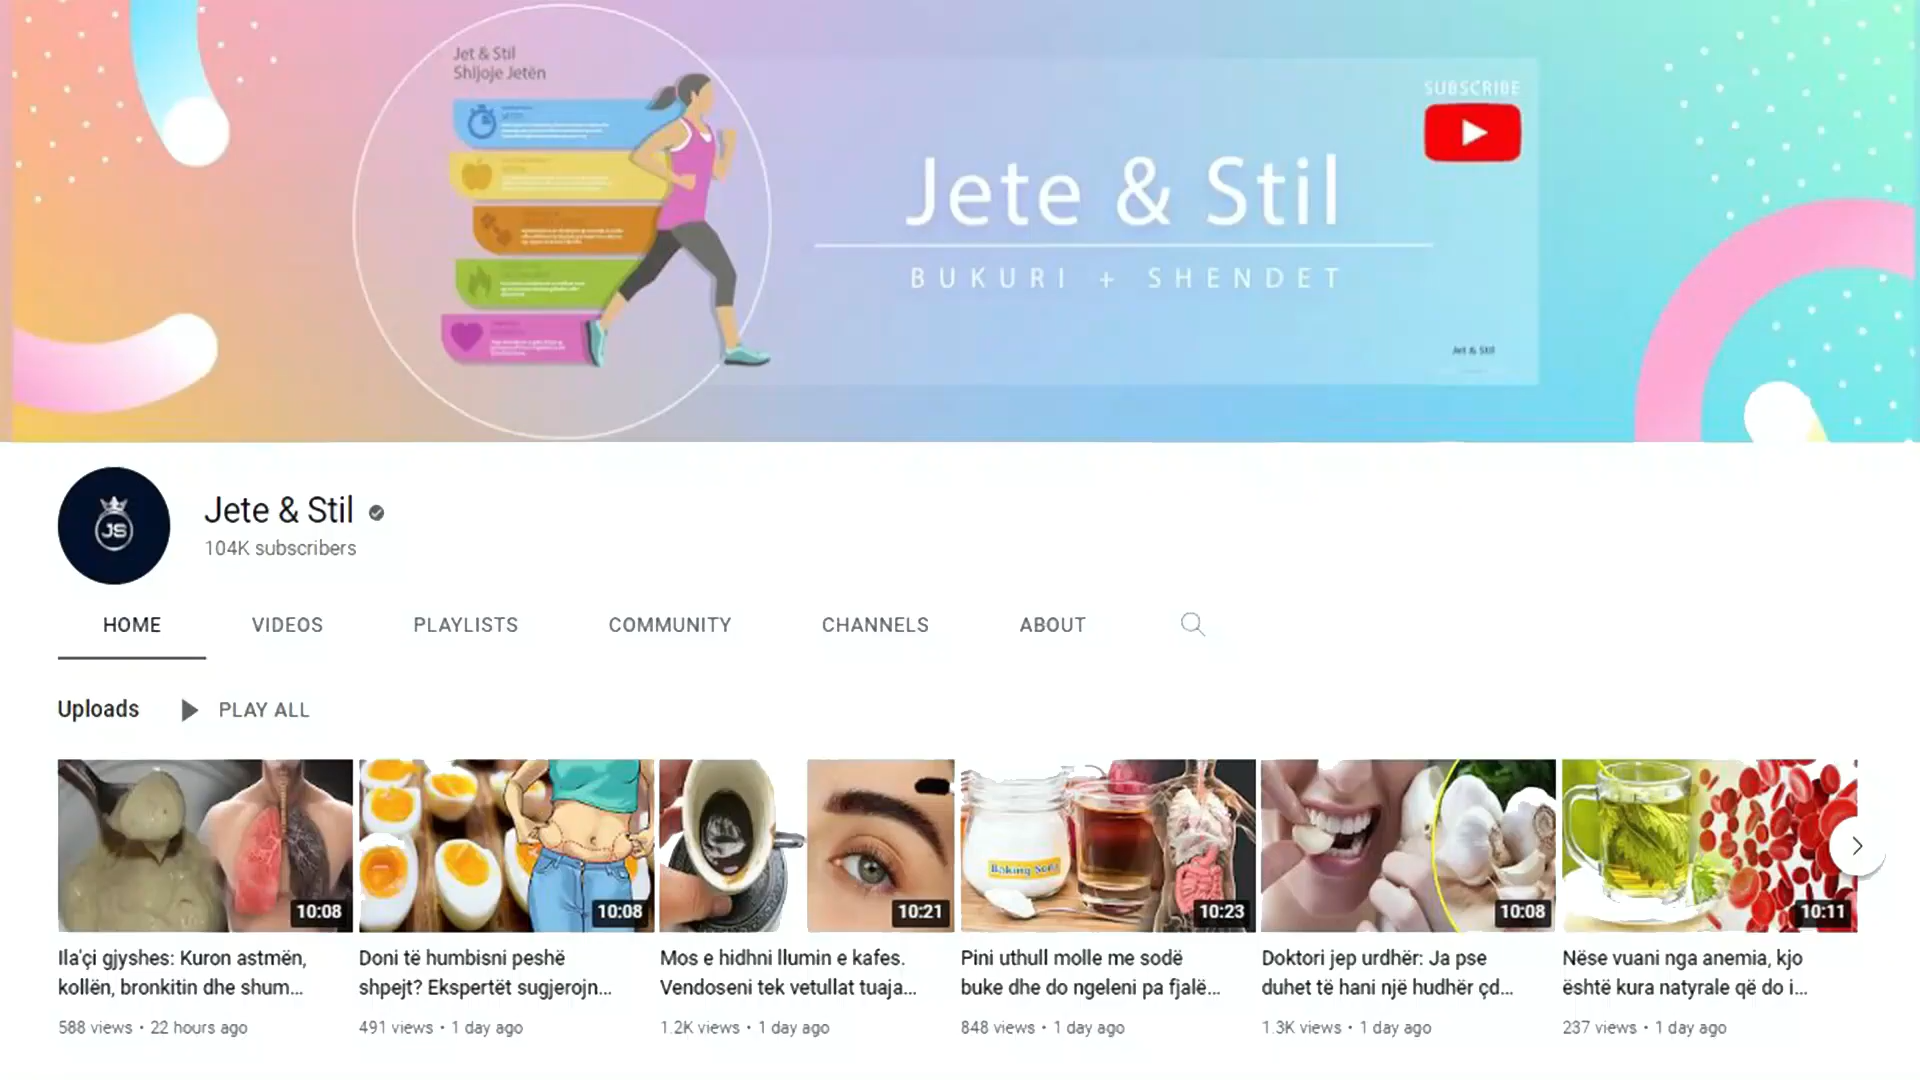 Jet & Stil
Shijoje Jetën
SUBSCRIBE
Jete & Stil
BUKURI + SHENDET
Jet & Stil
JS
Jete & Stil
104K subscribers
HOME VIDEOS PLAYLISTS COMMUNITY CHANNELS ABOUT
Uploads PLAY ALL
Baking Soda
10:08 10:08 10:21 10:23 10:08 10:11
Ila'çi gjyshes: Kuron astmën,
kollën, bronkitin dhe shum...
588 views • 22 hours ago
Doni të humbisni peshë
shpejt? Ekspertët sugjerojn...
491 views • 1 day ago
Mos e hidhni llumin e kafes.
Vendoseni tek vetullat tuaja...
1.2K views • 1 day ago
Pini uthull molle me sodë
buke dhe do ngeleni pa fjalë...
848 views • 1 day ago
Doktori jep urdhër: Ja pse
duhet të hani një hudhër çd...
1.3K views • 1 day ago
Nëse vuani nga anemia, kjo
është kura natyrale që do i...
237 views • 1 day ago